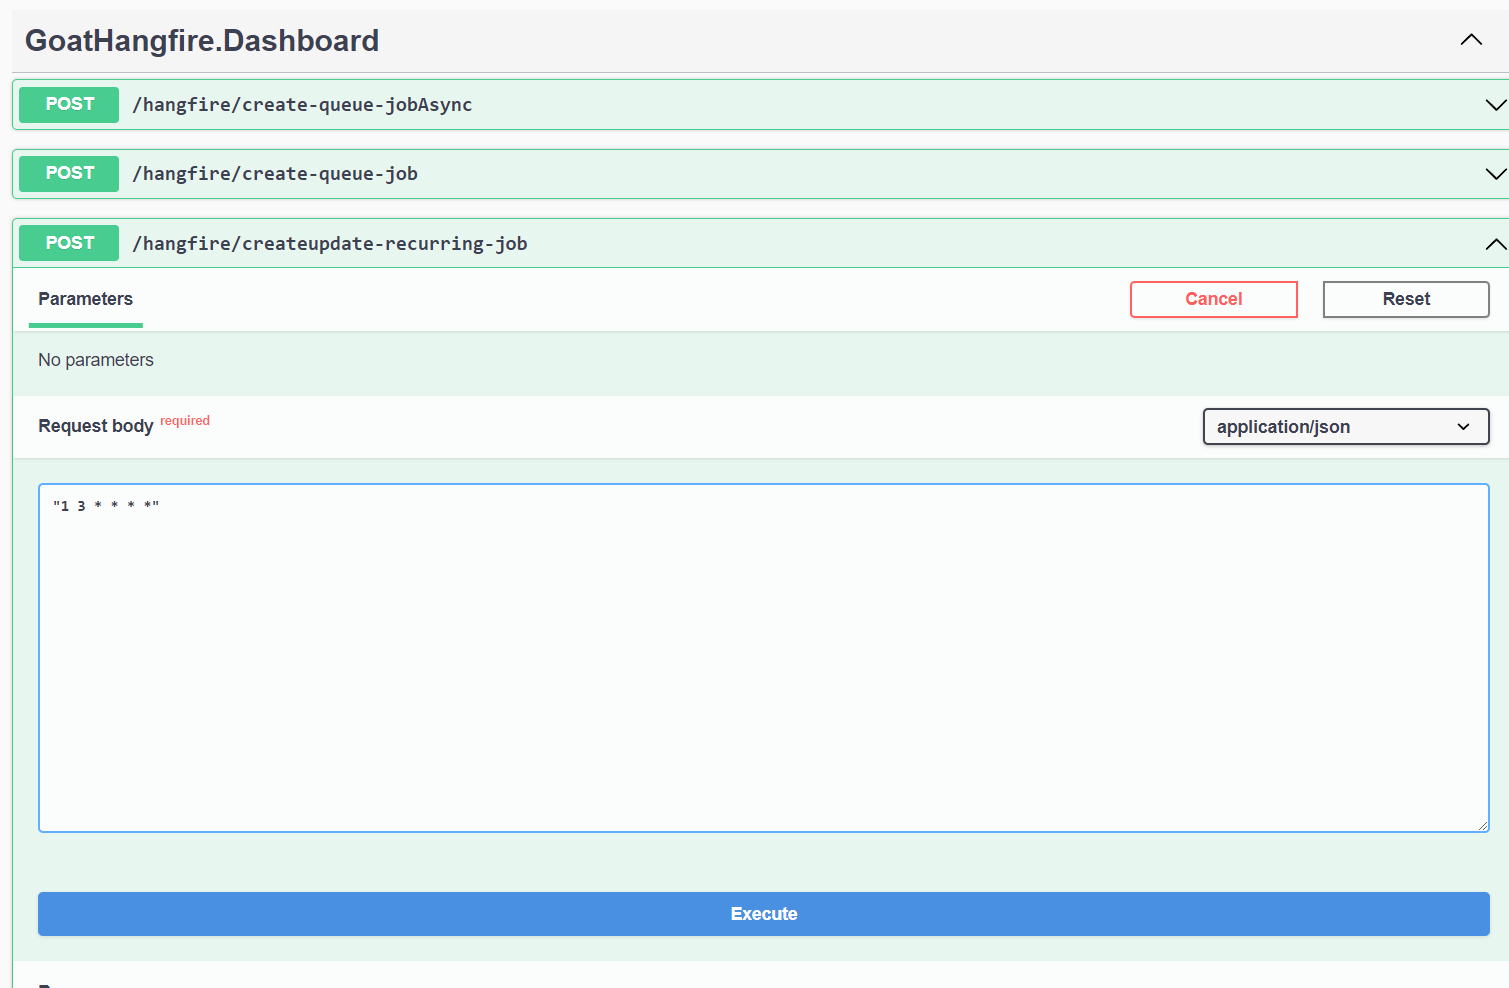 GoatHangfire.Dashboard
POST /hangfire/create-queue-jobAsync
POST /hangfire/create-queue-job
POST /hangfire/createupdate-recurring-job
Parameters Cancel Reset
No parameters
Request body required application/json
"1 3 * * * *"
Execute